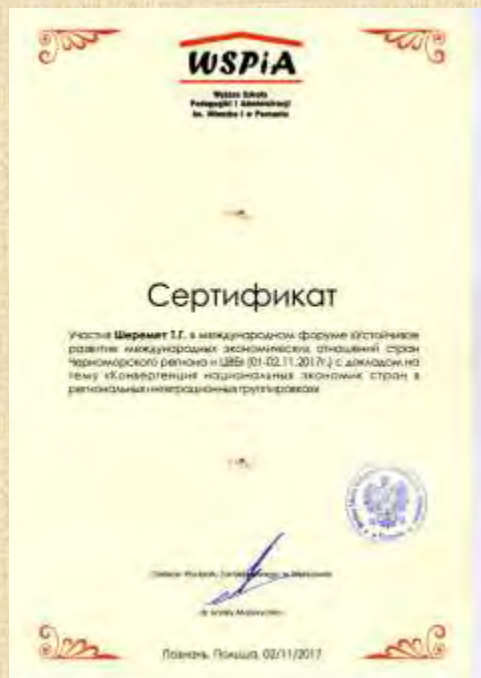 WSPiA
Wyższa Szkoła
Pedagogiki i Administracji
im. Mieszka I w Poznaniu
Сертификат
Участия Шеремет Т.Г. в международном форуме «Устойчивое
развитие международных экономических отношений стран
Черноморского региона и ЦВЕ» (01-02.11.2017г.) с докладом на
тему «Конвергенция национальных экономик стран в
региональных интеграционных группировках»
Познань, Польша, 02/11/2017